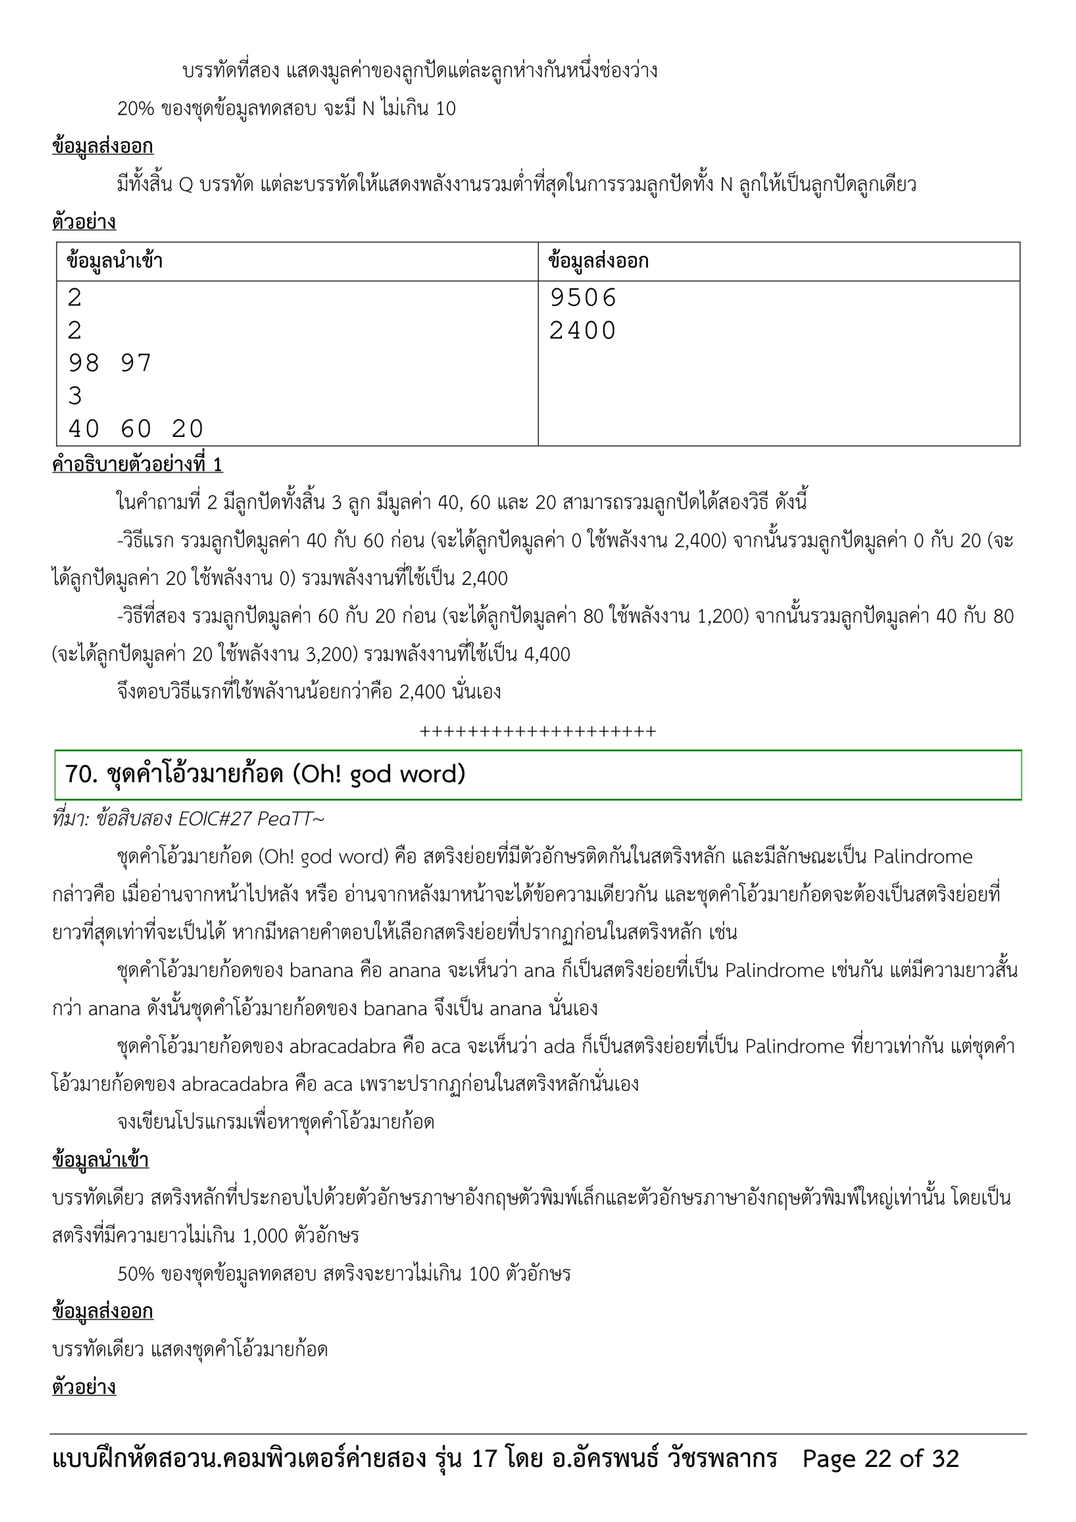 บรรทัดที่สอง แสดงมูลค่าของลูกปัดแต่ละลูกห่างกันหนึ่งช่องว่าง
20% ของชุดข้อมูลทดสอบ จะมี N ไม่เกิน 10
ข้อมูลส่งออก
มีทั้งสิ้น Q บรรทัด แต่ละบรรทัดให้แสดงพลังงานรวมต่ำที่สุดในการรวมลูกปัดทั้ง N ลูกให้เป็นลูกปัดลูกเดียว
ตัวอย่าง
ข้อมูลนำเข้า ข้อมูลส่งออก
2 9506
2 2400
98 97
3
40 60 20
คำอธิบายตัวอย่างที่ 1
ในคำถามที่ 2 มีลูกปัดทั้งสิ้น 3 ลูก มีมูลค่า 40, 60 และ 20 สามารถรวมลูกปัดได้สองวิธี ดังนี้
-วิธีแรก รวมลูกปัดมูลค่า 40 กับ 60 ก่อน (จะได้ลูกปัดมูลค่า 0 ใช้พลังงาน 2,400) จากนั้นรวมลูกปัดมูลค่า 0 กับ 20 (จะ
ได้ลูกปัดมูลค่า 20 ใช้พลังงาน 0) รวมพลังงานที่ใช้เป็น 2,400
-วิธีที่สอง รวมลูกปัดมูลค่า 60 กับ 20 ก่อน (จะได้ลูกปัดมูลค่า 80 ใช้พลังงาน 1,200) จากนั้นรวมลูกปัดมูลค่า 40 กับ 80
(จะได้ลูกปัดมูลค่า 20 ใช้พลังงาน 3,200) รวมพลังงานที่ใช้เป็น 4,400
จึงตอบวิธีแรกที่ใช้พลังานน้อยกว่าคือ 2,400 นั่นเอง
++++++++++++++++++++
70. ชุดคำโอ้วมายก้อด (Oh! god word)
ที่มา: ข้อสิบสอง EOIC#27 PeaTT~
ชุดคำโอ้วมายก้อด (Oh! god word) คือ สตริงย่อยที่มีตัวอักษรติดกันในสตริงหลัก และมีลักษณะเป็น Palindrome
กล่าวคือ เมื่ออ่านจากหน้าไปหลัง หรือ อ่านจากหลังมาหน้าจะได้ข้อความเดียวกัน และชุดคำโอ้วมายก้อดจะต้องเป็นสตริงย่อยที่
ยาวที่สุดเท่าที่จะเป็นได้ หากมีหลายคำตอบให้เลือกสตริงย่อยที่ปรากฏก่อนในสตริงหลัก เช่น
ชุดคำโอ้วมายก้อดของ banana คือ anana จะเห็นว่า ana ก็เป็นสตริงย่อยที่เป็น Palindrome เช่นกัน แต่มีความยาวสั้น
กว่า anana ดังนั้นชุดคำโอ้วมายก้อดของ banana จึงเป็น anana นั่นเอง
ชุดคำโอ้วมายก้อดของ abracadabra คือ aca จะเห็นว่า ada ก็เป็นสตริงย่อยที่เป็น Palindrome ที่ยาวเท่ากัน แต่ชุดคำ
โอ้วมายก้อดของ abracadabra คือ aca เพราะปรากฏก่อนในสตริงหลักนั่นเอง
จงเขียนโปรแกรมเพื่อหาชุดคำโอ้วมายก้อด
ข้อมูลนำเข้า
บรรทัดเดียว สตริงหลักที่ประกอบไปด้วยตัวอักษรภาษาอังกฤษตัวพิมพ์เล็กและตัวอักษรภาษาอังกฤษตัวพิมพ์ใหญ่เท่านั้น โดยเป็น
สตริงที่มีความยาวไม่เกิน 1,000 ตัวอักษร
50% ของชุดข้อมูลทดสอบ สตริงจะยาวไม่เกิน 100 ตัวอักษร
ข้อมูลส่งออก
บรรทัดเดียว แสดงชุดคำโอ้วมายก้อด
ตัวอย่าง
แบบฝึกหัดสอวน.คอมพิวเตอร์ค่ายสอง รุ่น 17 โดย อ.อัครพนธ์ วัชรพลากร Page 22 of 32